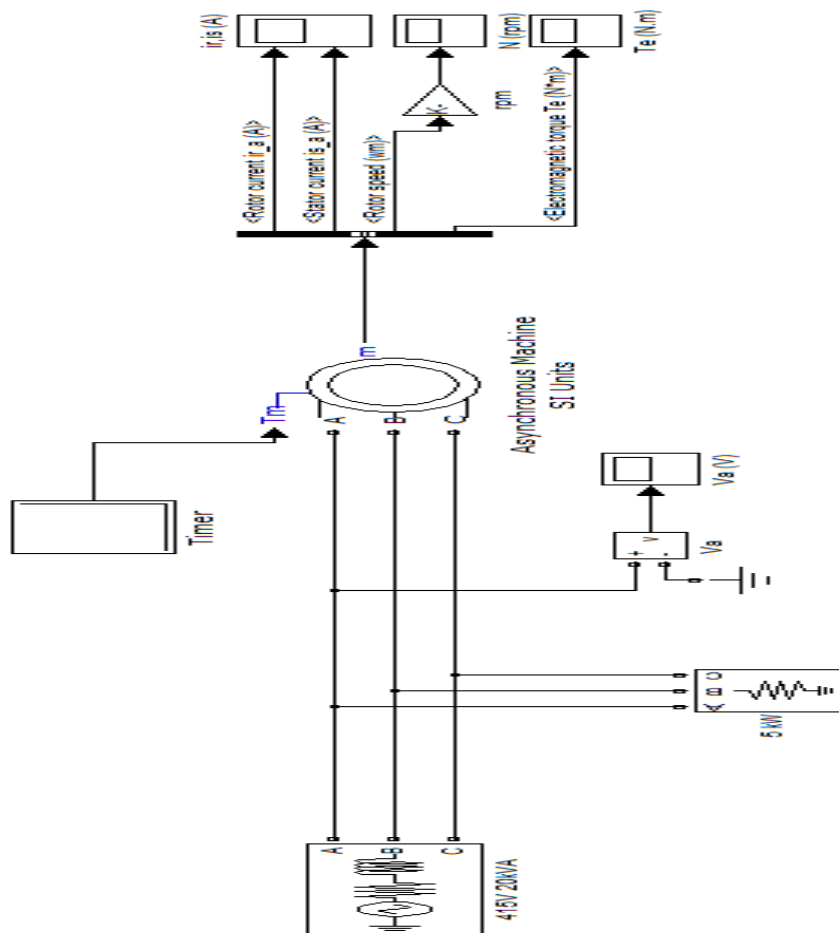 415V 20kVA
A
B
C
5 kW
A
B
C
Va
+
-
v
Va (V)
Timer
Tm
A
B
C
m
Asynchronous Machine
SI Units
<Rotor current ir_a (A)>
<Stator current is_a (A)>
<Rotor speed (wm)>
<Electromagnetic torque Te (N*m)>
-K-
rpm
ir,is (A)
N (rpm)
Te (N.m)